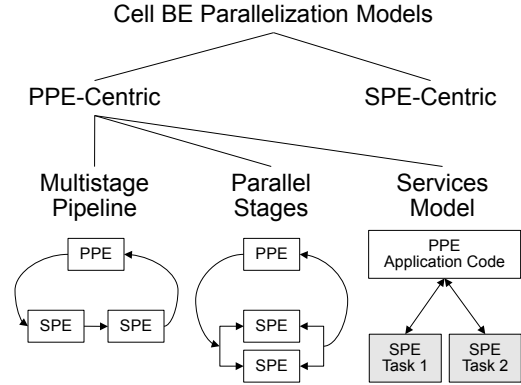 Cell BE Parallelization Models
PPE-Centric
SPE-Centric
Multistage
Pipeline
Parallel
Stages
Services
Model
PPE
SPE
SPE
PPE
SPE
SPE
PPE
Application Code
SPE
Task 1
SPE
Task 2